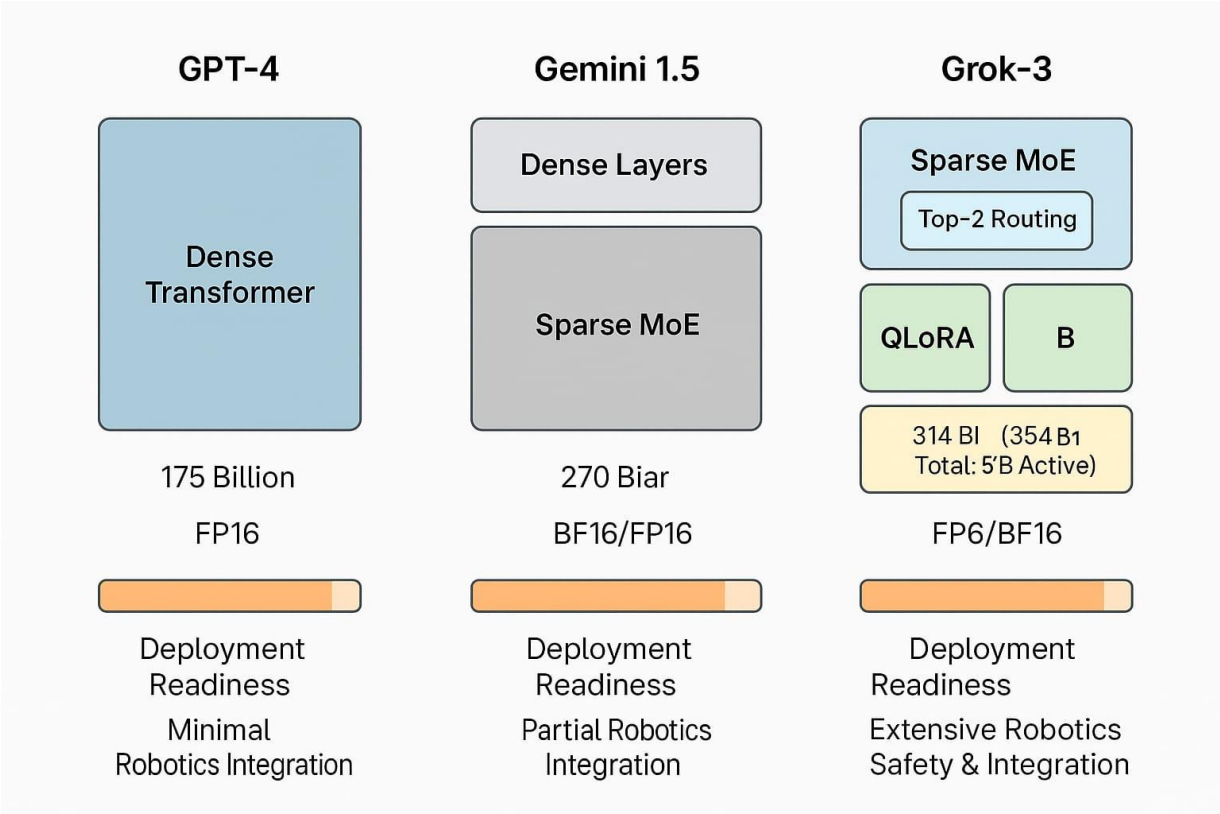 GPT-4
Dense
Transformer
175 Billion
FP16
Deployment
Readiness
Minimal
Robotics Integration
Gemini 1.5
Dense Layers
Sparse MoE
270 Biar
BF16/FP16
Deployment
Readiness
Partial Robotics
Integration
Grok-3
Sparse MoE
Top-2 Routing
QLoRA
B
314 BI (354 B1
Total: 5'B Active)
FP6/BF16
Deployment
Readiness
Extensive Robotics
Safety & Integration